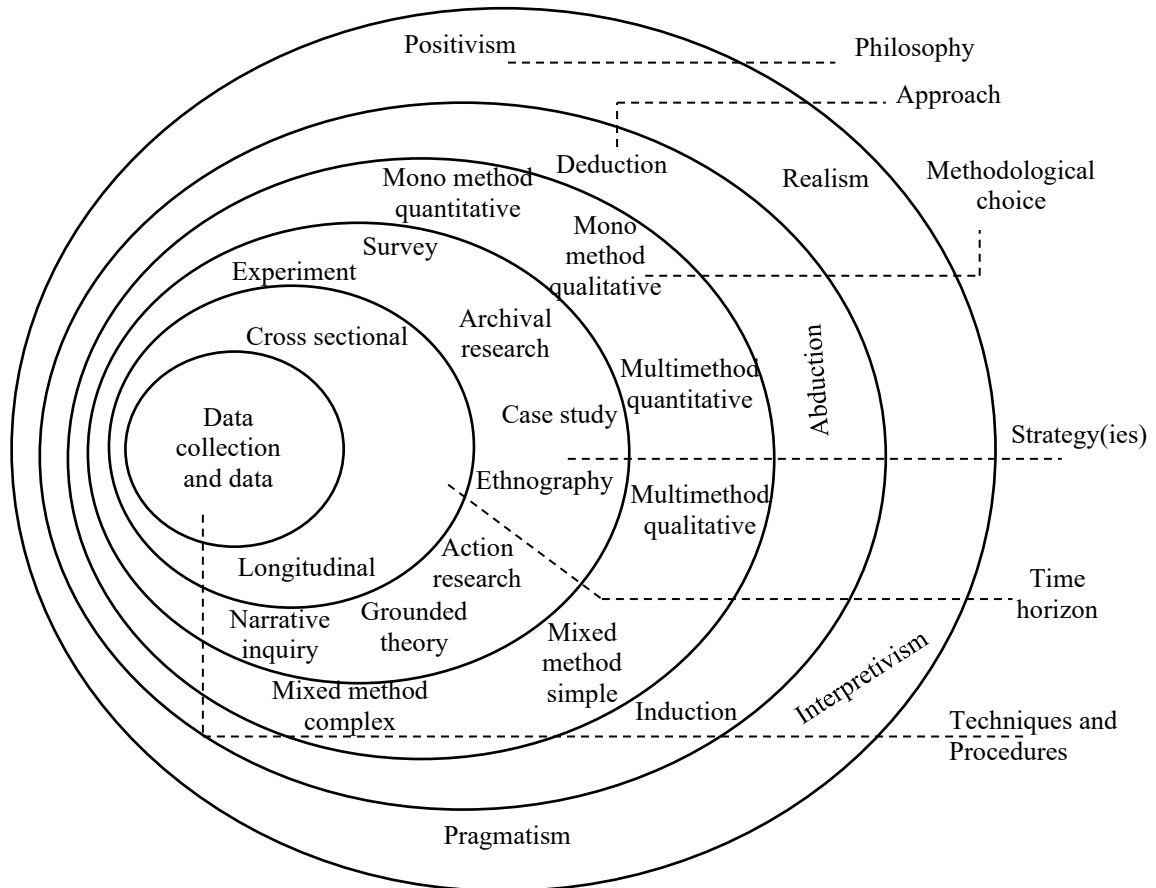 Positivism
Philosophy
Approach
Deduction
Realism
Methodological
choice
Mono method
quantitative
Mono
method
qualitative
Survey
Experiment
Archival
research
Cross sectional
Multimethod
quantitative
Abduction
Case study
Data
collection
and data
Strategy(ies)
Ethnography
Multimethod
qualitative
Action
research
Longitudinal
Time
horizon
Narrative
inquiry
Grounded
theory
Mixed
method
simple
Interpretivism
Mixed method
complex
Induction
Techniques and
Procedures
Pragmatism